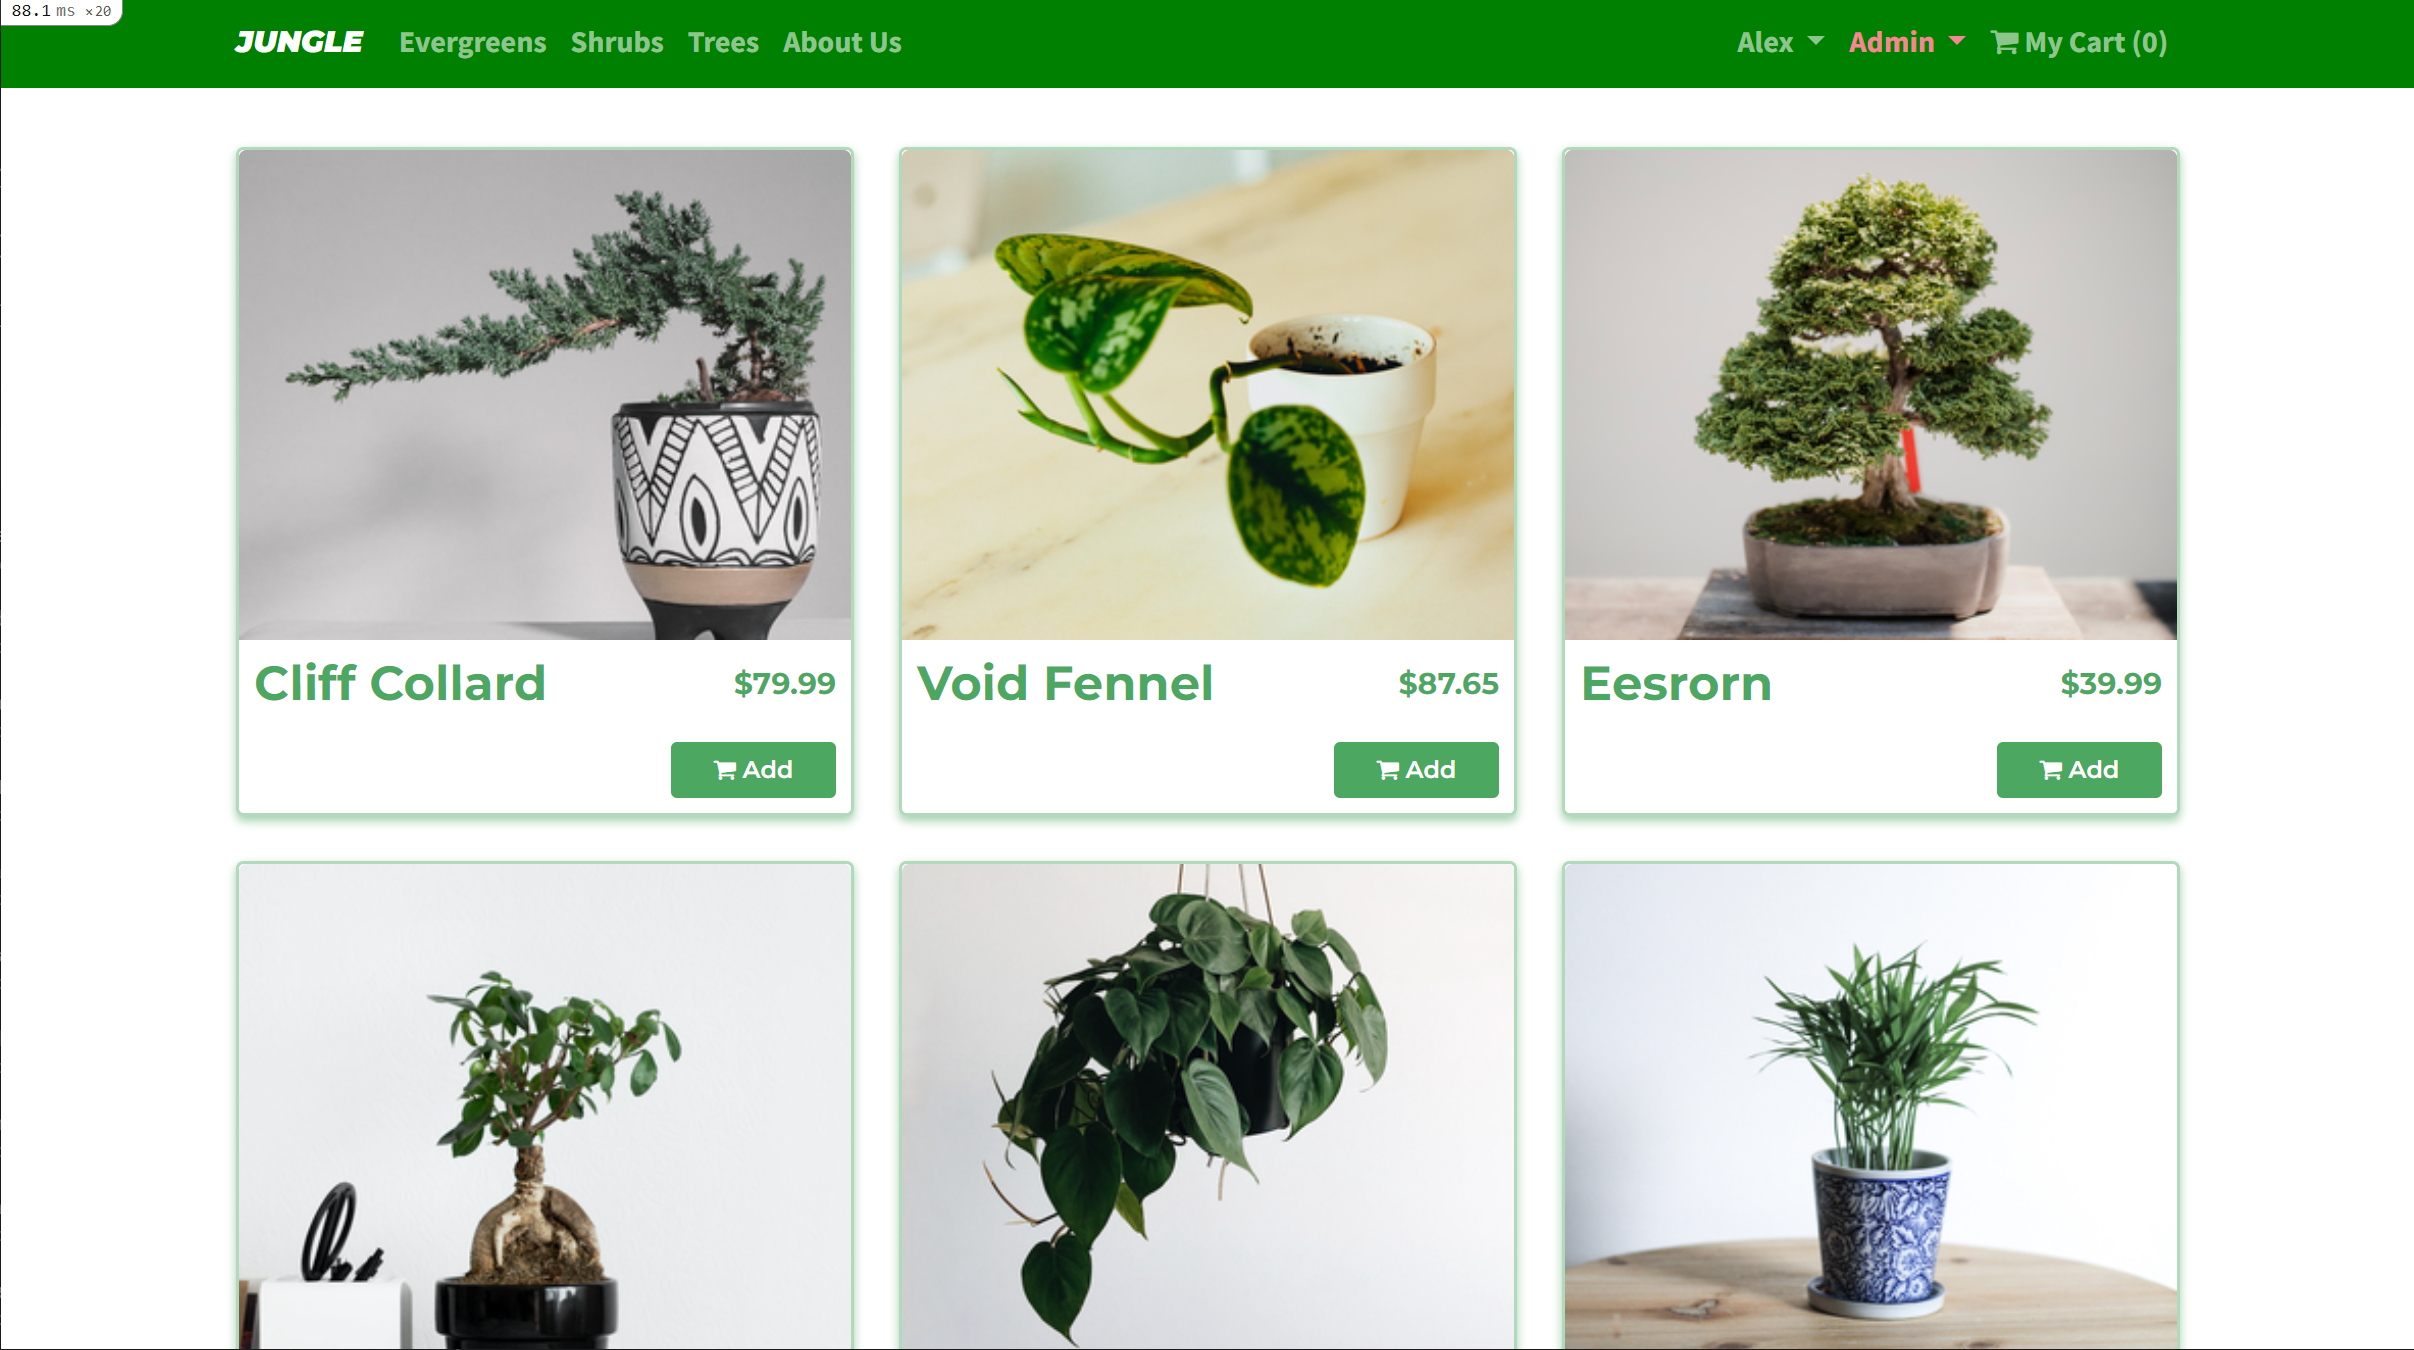 88.1 ms ×20
JUNGLE Evergreens Shrubs Trees About Us Alex Admin My Cart (0)
Cliff Collard $79.99
Add
Void Fennel $87.65
Add
Eesrorn $39.99
Add